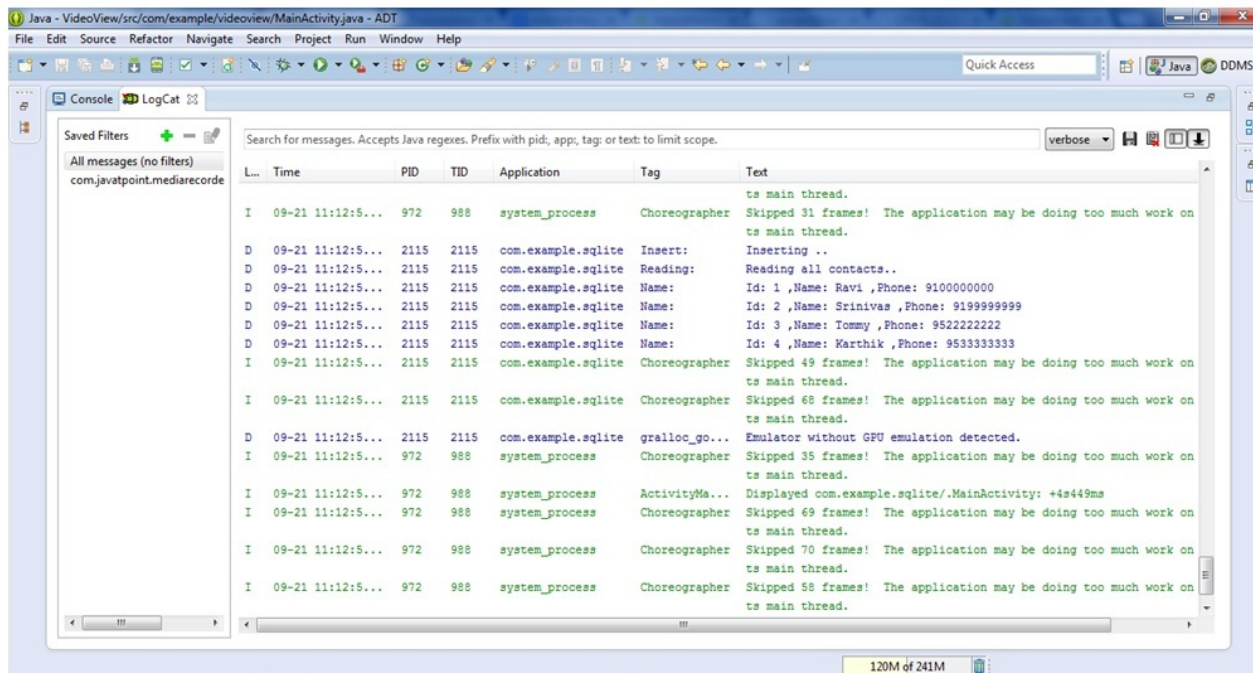 Java - VideoView/src/com/example/videoview/MainActivity.java - ADT
File Edit Source Refactor Navigate Search Project Run Window Help
Quick Access Java DDMS
Console LogCat
Saved Filters
All messages (no filters)
com.javatpoint.mediarecorde
Search for messages. Accepts Java regexes. Prefix with pid:, app:, tag: or text: to limit scope. verbose
L... Time PID TID Application Tag Text
ts main thread.
I 09-21 11:12:5... 972 988 system_process Choreographer Skipped 31 frames! The application may be doing too much work on
ts main thread.
D 09-21 11:12:5... 2115 2115 com.example.sqlite Insert: Inserting ..
D 09-21 11:12:5... 2115 2115 com.example.sqlite Reading: Reading all contacts..
D 09-21 11:12:5... 2115 2115 com.example.sqlite Name: Id: 1 ,Name: Ravi ,Phone: 9100000000
D 09-21 11:12:5... 2115 2115 com.example.sqlite Name: Id: 2 ,Name: Srinivas ,Phone: 9199999999
D 09-21 11:12:5... 2115 2115 com.example.sqlite Name: Id: 3 ,Name: Tommy ,Phone: 9522222222
D 09-21 11:12:5... 2115 2115 com.example.sqlite Name: Id: 4 ,Name: Karthik ,Phone: 9533333333
I 09-21 11:12:5... 2115 2115 com.example.sqlite Choreographer Skipped 49 frames! The application may be doing too much work on
ts main thread.
I 09-21 11:12:5... 2115 2115 com.example.sqlite Choreographer Skipped 68 frames! The application may be doing too much work on
ts main thread.
D 09-21 11:12:5... 2115 2115 com.example.sqlite gralloc_go... Emulator without GPU emulation detected.
I 09-21 11:12:5... 972 988 system_process Choreographer Skipped 35 frames! The application may be doing too much work on
ts main thread.
I 09-21 11:12:5... 972 988 system_process ActivityMa... Displayed com.example.sqlite/.MainActivity: +4s449ms
I 09-21 11:12:5... 972 988 system_process Choreographer Skipped 69 frames! The application may be doing too much work on
ts main thread.
I 09-21 11:12:5... 972 988 system_process Choreographer Skipped 70 frames! The application may be doing too much work on
ts main thread.
I 09-21 11:12:5... 972 988 system_process Choreographer Skipped 58 frames! The application may be doing too much work on
ts main thread.
120M of 241M